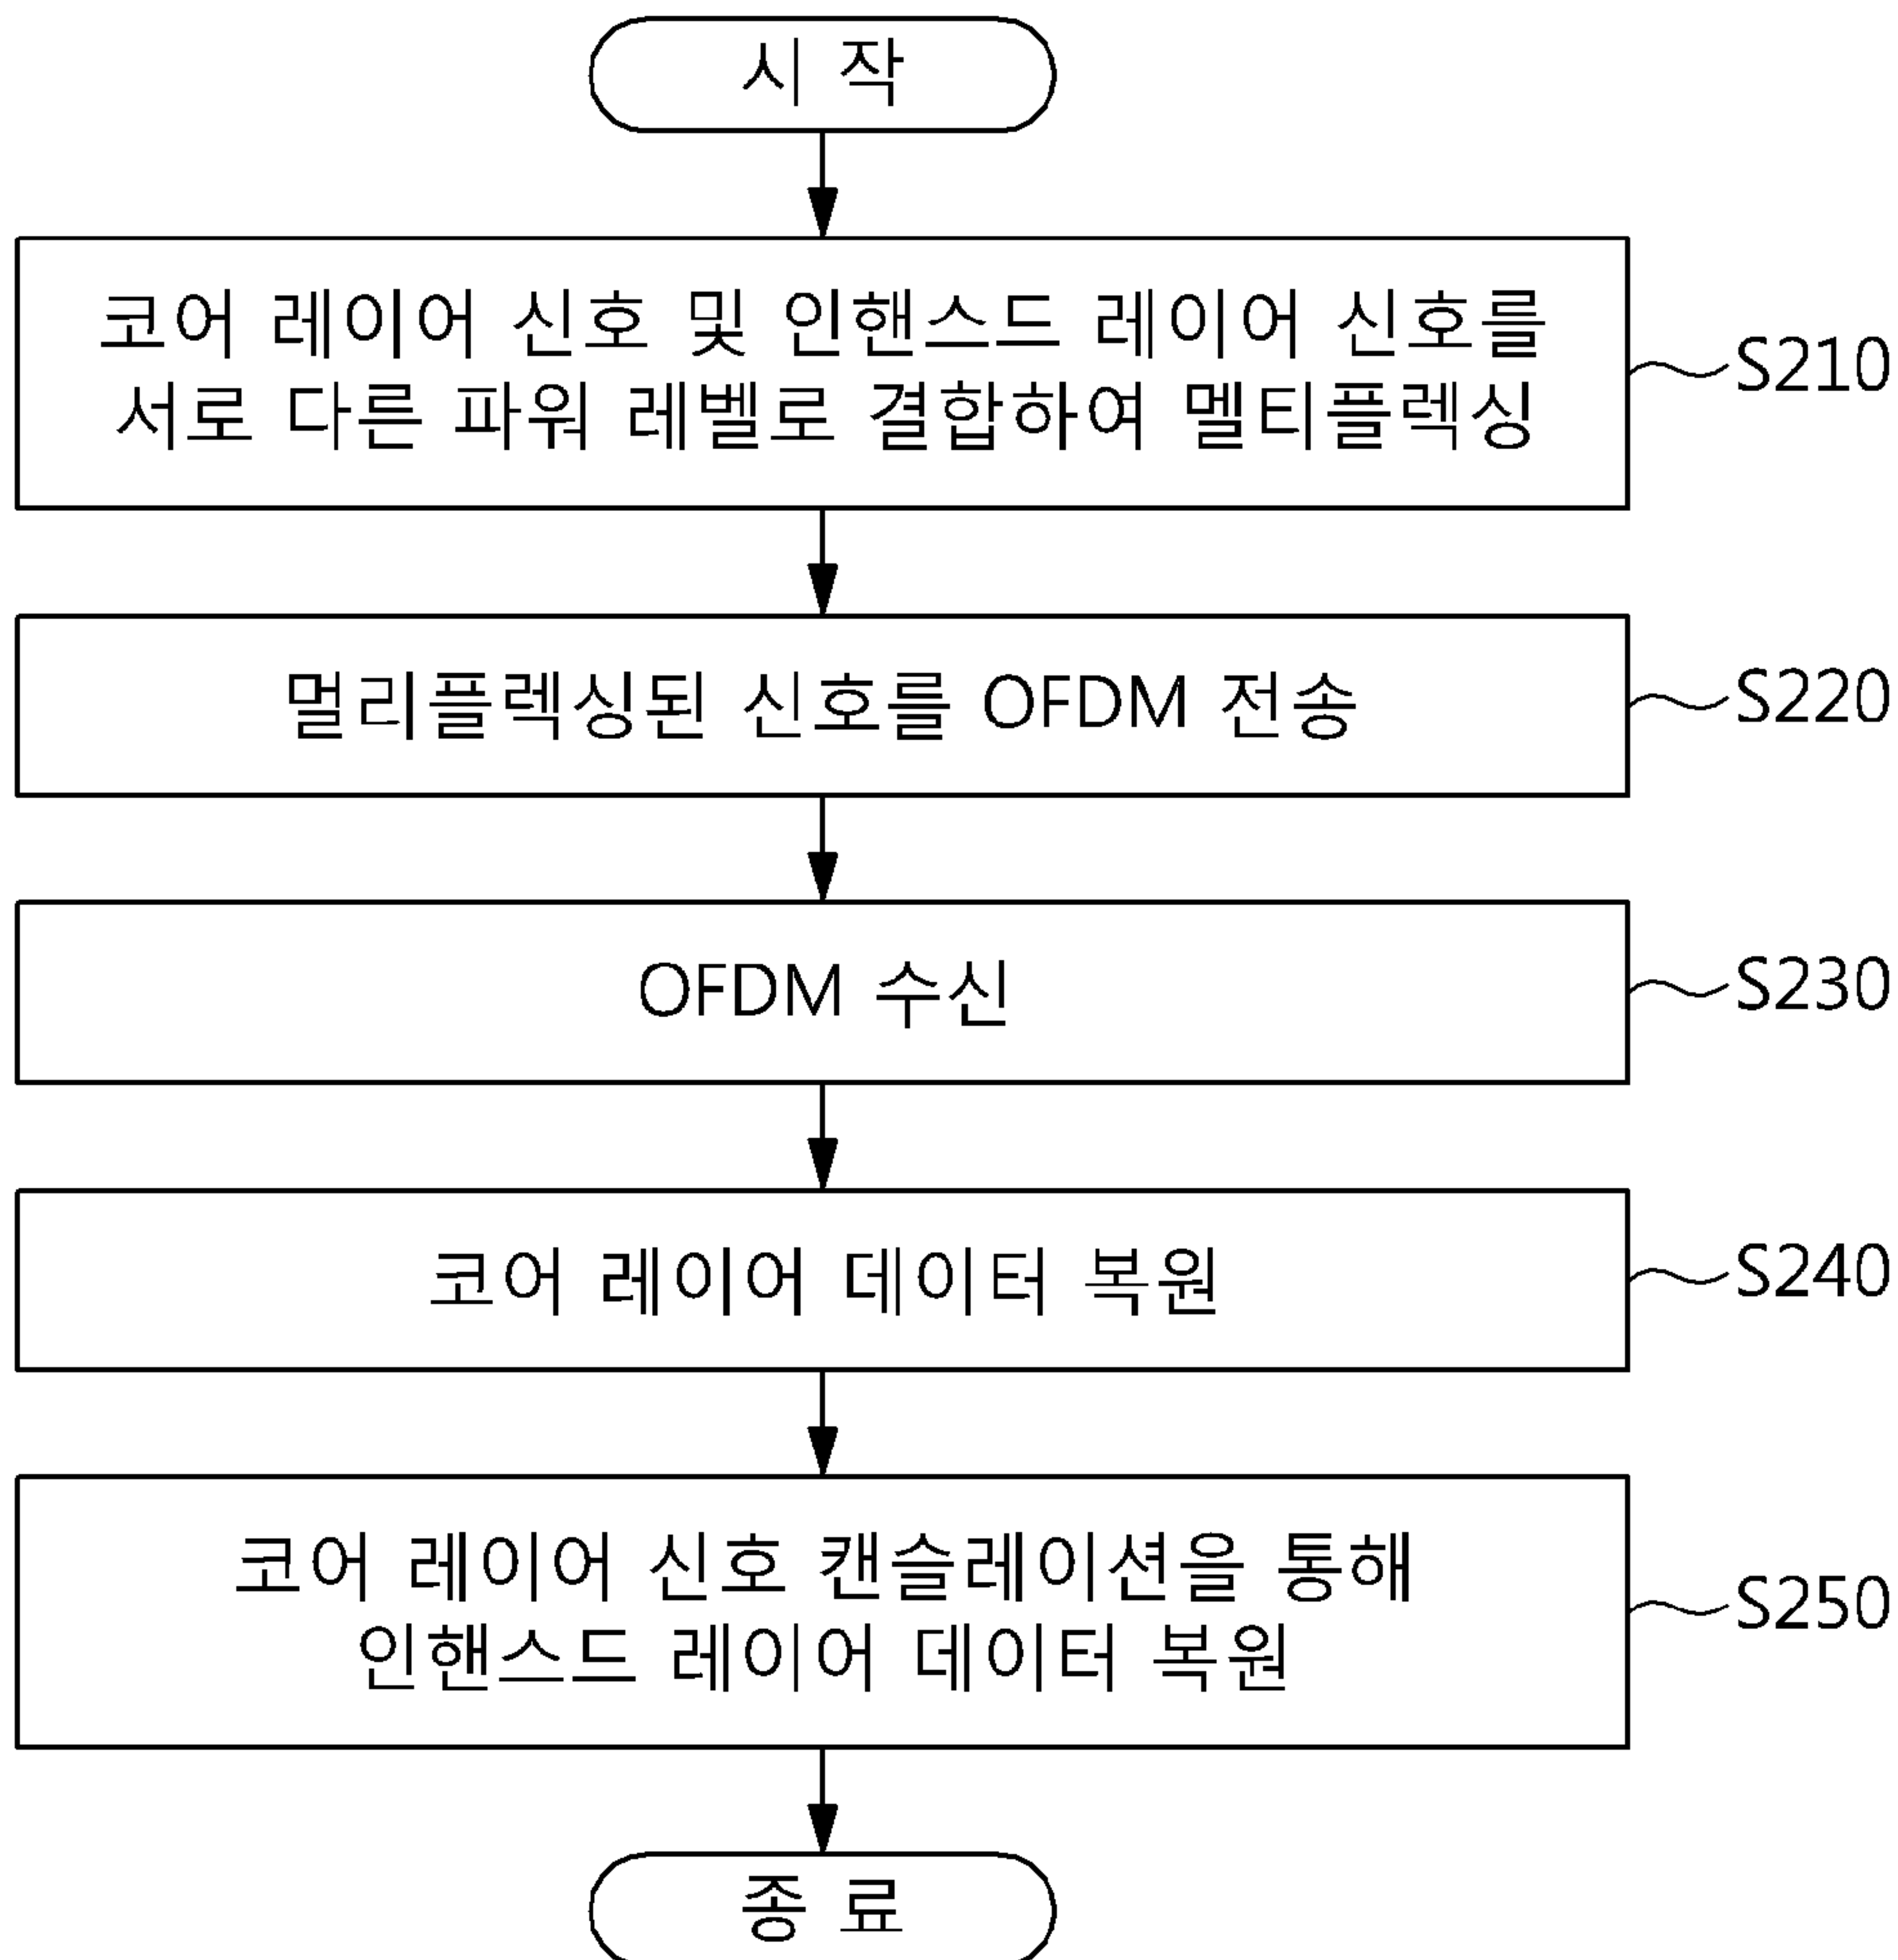 시 작
코어 레이어 신호 및 인핸스드 레이어 신호를
서로 다른 파워 레벨로 결합하여 멜티플렉싱
S210
멀리플렉싱된 신호를 OFDM 전송
S220
OFDM 수신
S230
코어 레이어 데이터 복원
S240
코어 레이어 신호 캔슬레이션을 통해
인핸스드 레이어 데이터 복원
S250
종 료